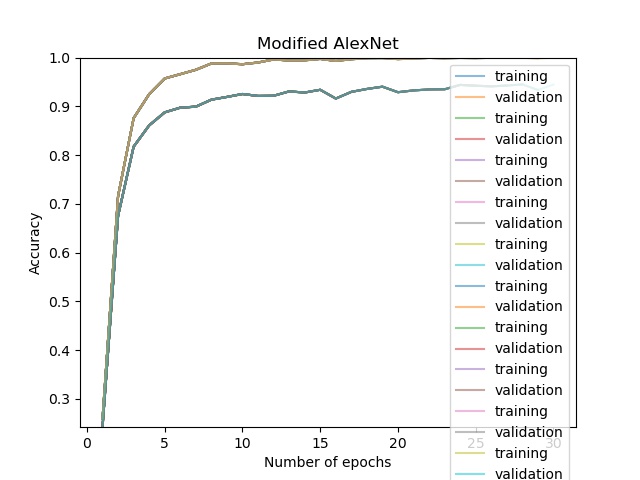 Modified AlexNet
Accuracy
1.0
0.9
0.8
0.7
0.6
0.5
0.4
0.3
training
validation
training
validation
training
validation
training
validation
training
validation
training
validation
training
validation
training
validation
training
validation
training
validation
0
5
10
15
20
25
30
Number of epochs